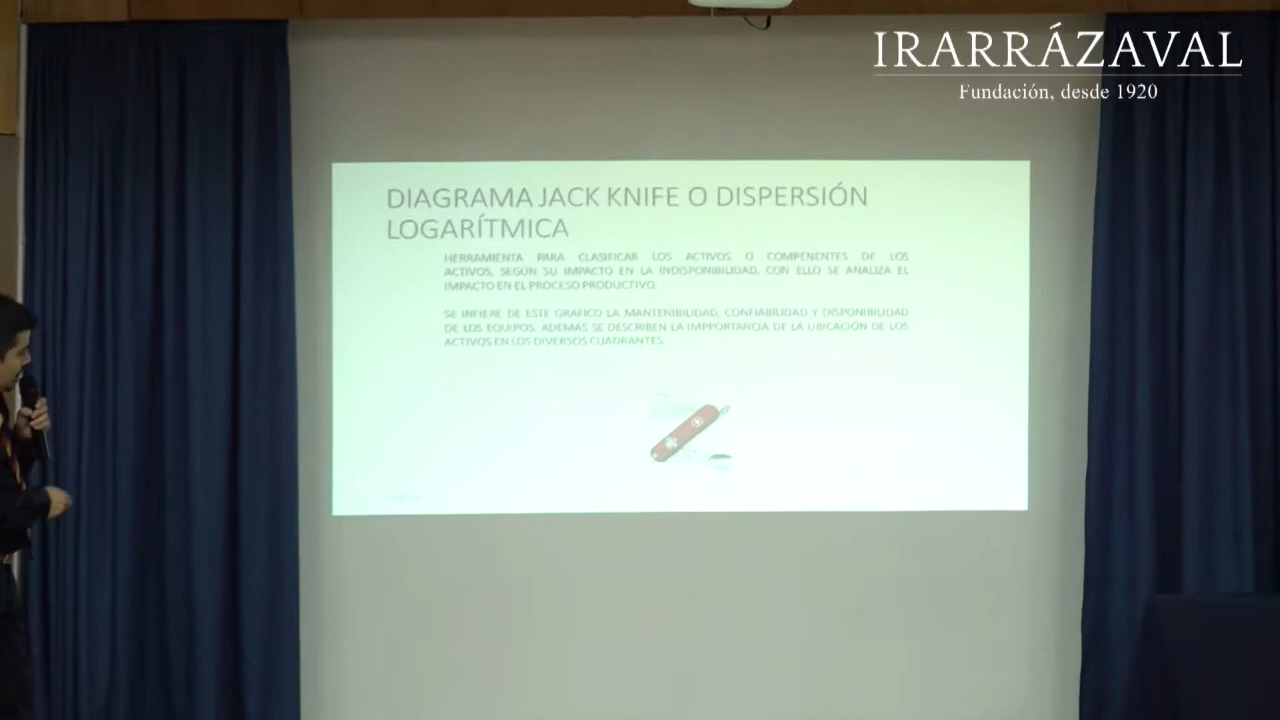 IRARRÁZAVAL
Fundación, desde 1920
DIAGRAMA JACK KNIFE O DISPERSIÓN
LOGARÍTMICA
HERRAMIENTA PARA CLASIFICAR LOS ACTIVOS O COMPENENTES DE LOS
ACTIVOS, SEGÚN SU IMPACTO EN LA INDISPONIBILIDAD, CON ELLO SE ANALIZA EL
IMPACTO EN EL PROCESO PRODUCTIVO.
SE INFIERE DE ESTE GRAFICO LA MANTENIBILIDAD, CONFIABILIDAD Y DISPONIBILIDAD
DE LOS EQUIPOS. ADEMÁS SE DESCRIBEN LA IMPPORTANCIA DE LA UBICACIÓN DE LOS
ACTIVOS EN LOS DIVERSOS CUADRANTES.